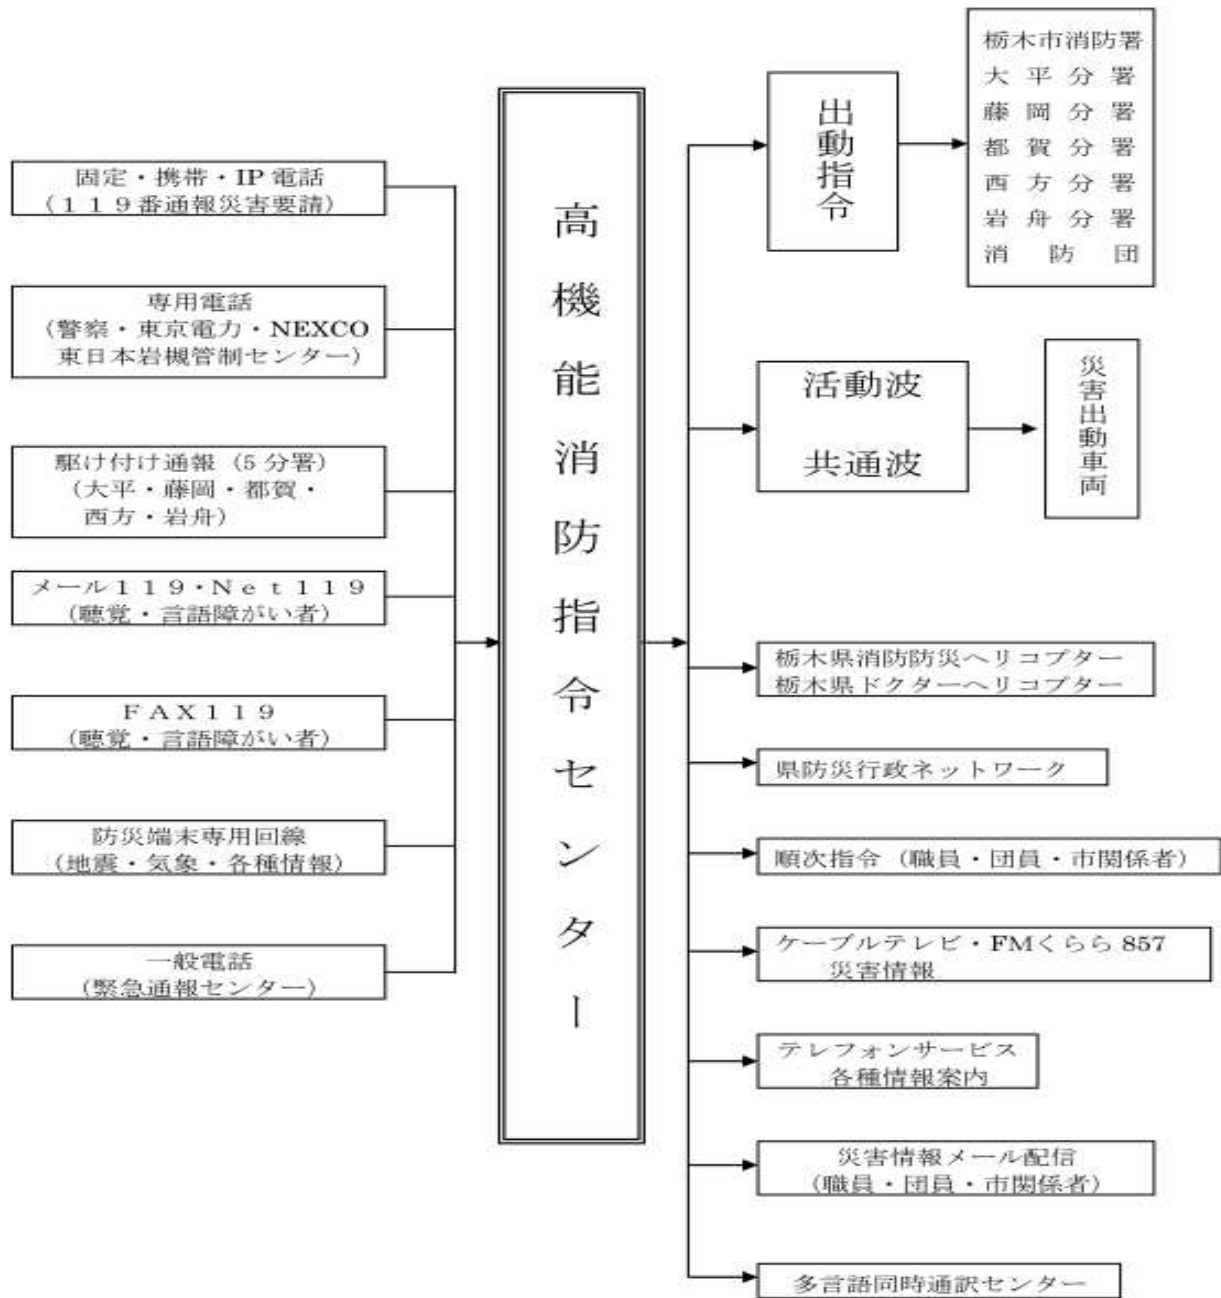 固定・携帯・IP 電話
(119番通報災害要請)
専用電話
(警察・東京電力・NEXCO
東日本岩槻管制センター)
駆け付け通報 (5 分署)
(大平・藤岡・都賀・
西方・岩舟)
メール119・Net119
(聴覚・言語障がい者)
FAX119
(聴覚・言語障がい者)
防災端末専用回線
(地震・気象・各種情報)
一般電話
(緊急通報センター)
高機能消防指令センター
出動指令
栃木市消防署
大平分署
藤岡分署
都賀分署
西方分署
岩舟分署
消防団
活動波
共通波
災害出動車両
栃木県消防防災ヘリコプター
栃木県ドクターヘリコプター
県防災行政ネットワーク
順次指令 (職員・団員・市関係者)
ケーブルテレビ・FMくらら 857
災害情報
テレフォンサービス
各種情報案内
災害情報メール配信
(職員・団員・市関係者)
多言語同時通訳センター